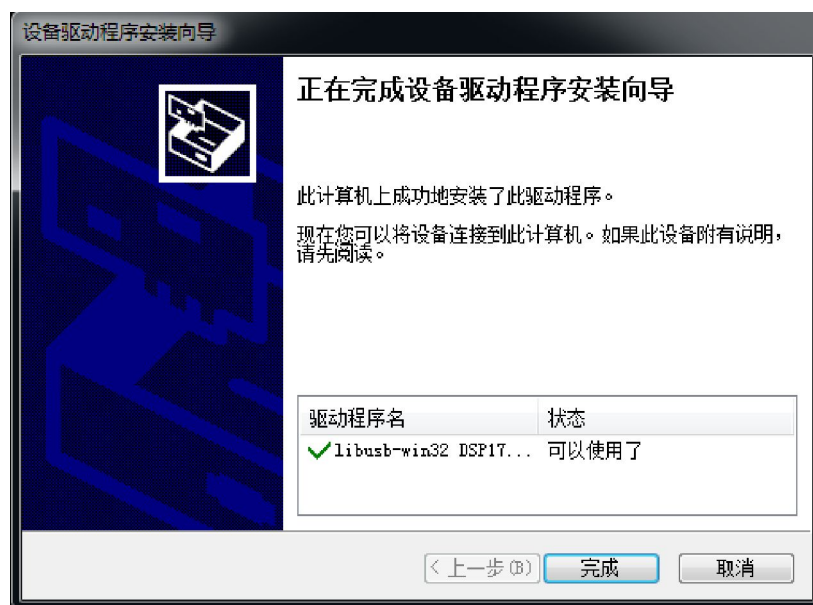 设备驱动程序安装向导
正在完成设备驱动程序安装向导
此计算机上成功地安装了此驱动程序。
现在您可以将设备连接到此计算机。如果此设备附有说明，
请先阅读。
驱动程序名 状态
libusb-win32 DSP17... 可以使用了
< 上一步(B) 完成 取消